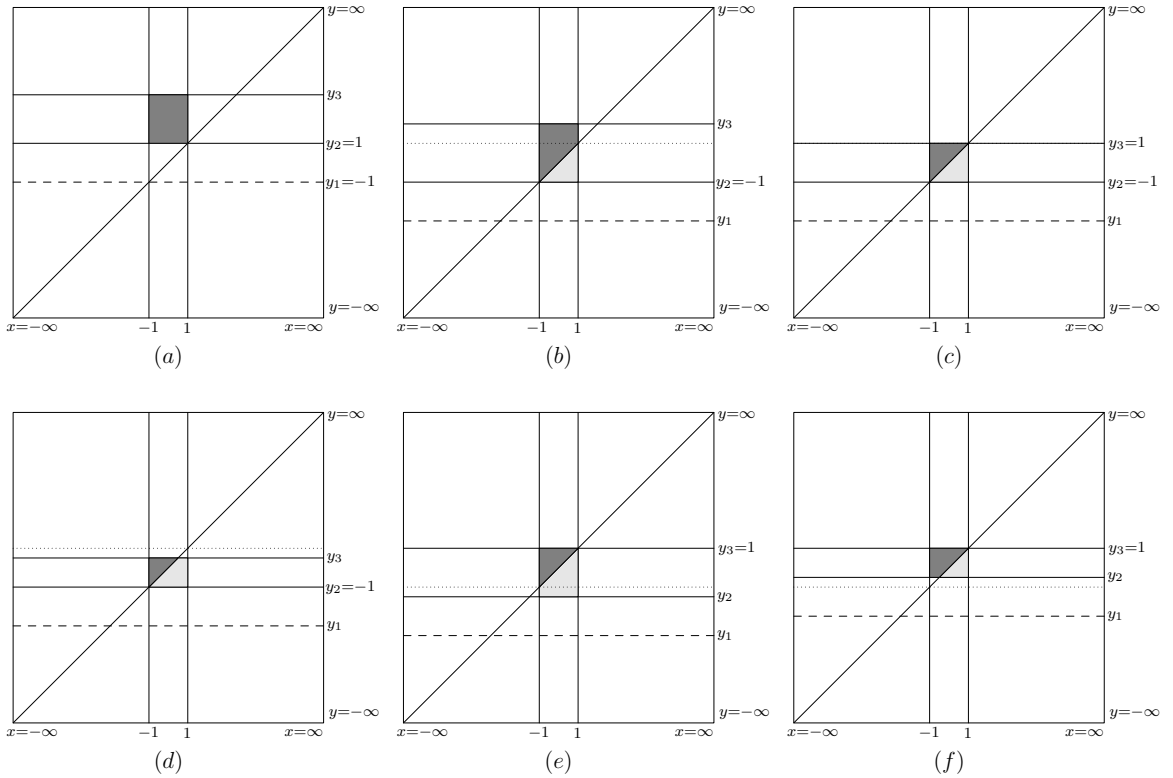 y=∞ y=∞ y=∞
y₃
y₃
y₂=1 y₃=1
y₁=−1 y₂=−1 y₂=−1
y₁ y₁
y=−∞ y=−∞ y=−∞
x=−∞ −1 1 x=∞ x=−∞ −1 1 x=∞ x=−∞ −1 1 x=∞
(a) (b) (c)
y=∞ y=∞ y=∞
y₃=1 y₃=1
y₃
y₂
y₂=−1 y₂
y₁
y₁ y₁
y=−∞ y=−∞ y=−∞
x=−∞ −1 1 x=∞ x=−∞ −1 1 x=∞ x=−∞ −1 1 x=∞
(d) (e) (f)